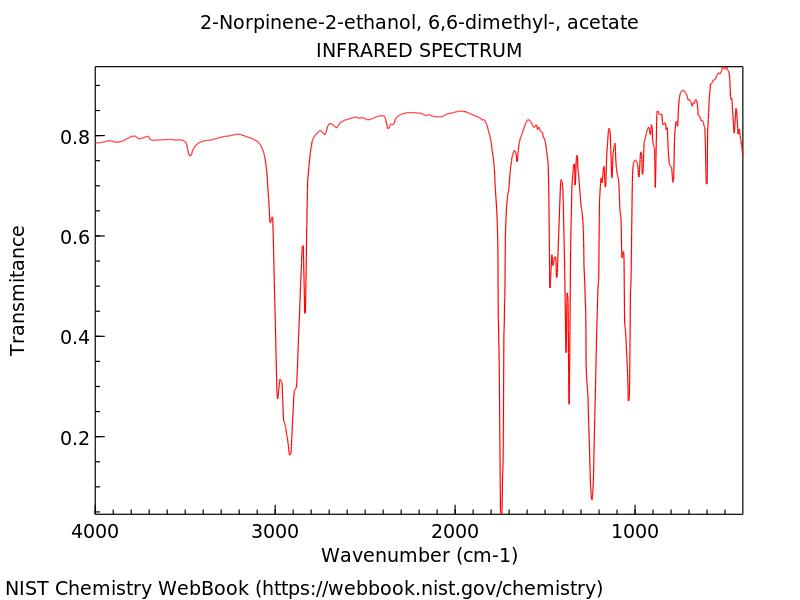 2-Norpinene-2-ethanol, 6,6-dimethyl-, acetate
INFRARED SPECTRUM
0.8
0.6
0.4
0.2
Transmitance
4000 3000 2000 1000
Wavenumber (cm-1)
NIST Chemistry WebBook (https://webbook.nist.gov/chemistry)